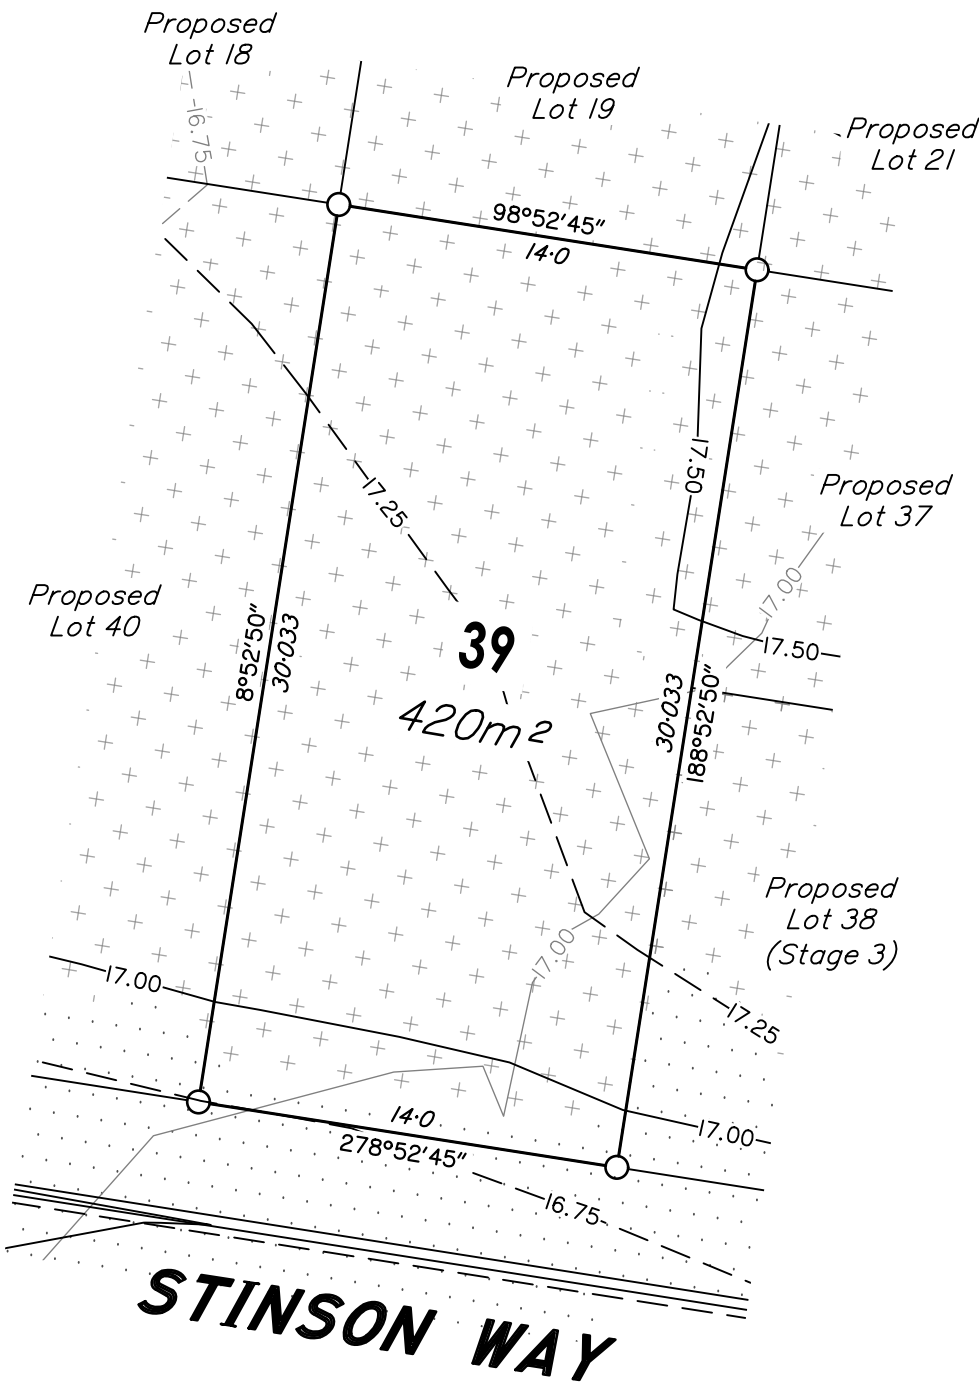 Proposed
Lot 18
Proposed
Lot 19
Proposed
Lot 21
16.75
98°52'45"
14·0
17.50
17.25
Proposed
Lot 37
17.00
Proposed
Lot 40
8°52'50"
30·033
39
420m²
17.50
30·033
188°52'50"
Proposed
Lot 38
(Stage 3)
17.00
17.00
17.25
14·0
278°52'45"
17.00
16.75
STINSON WAY